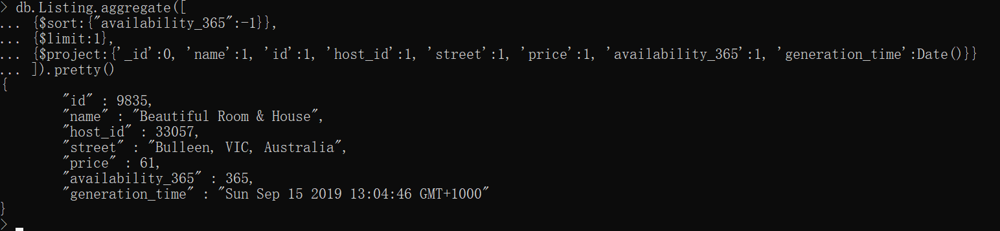 > db.Listing.aggregate([
... {$sort:{"availability_365":-1}},
... {$limit:1},
... {$project:{'_id':0, 'name':1, 'id':1, 'host_id':1, 'street':1, 'price':1, 'availability_365':1, 'generation_time':Date()}}
... ]).pretty()
{
        "id" : 9835,
        "name" : "Beautiful Room & House",
        "host_id" : 33057,
        "street" : "Bulleen, VIC, Australia",
        "price" : 61,
        "availability_365" : 365,
        "generation_time" : "Sun Sep 15 2019 13:04:46 GMT+1000"
}
>